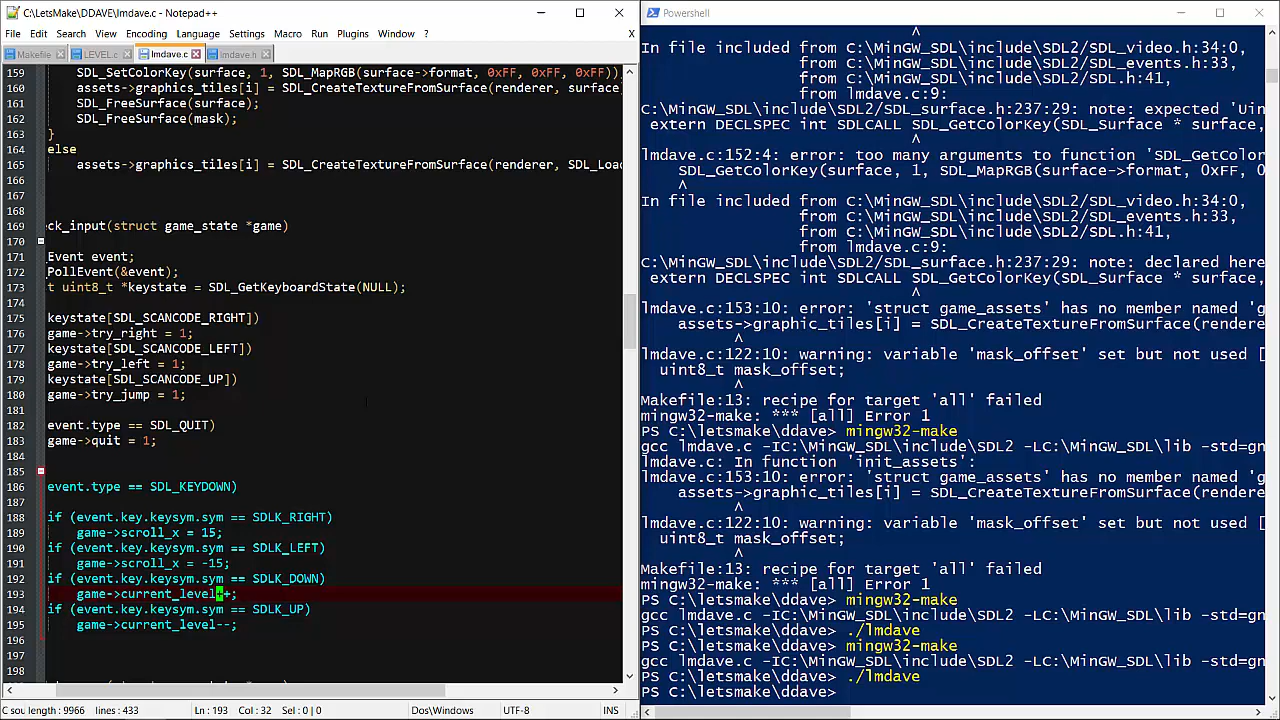 C:\LetsMake\DDAVE\lmdave.c - Notepad++
File Edit Search View Encoding Language Settings Macro Run Plugins Window ?
X
Makefile LEVEL.c lmdave.c lmdave.h
159 SDL_SetColorKey(surface, 1, SDL_MapRGB(surface->format, 0xFF, 0xFF, 0xFF))
160 assets->graphics_tiles[i] = SDL_CreateTextureFromSurface(renderer, surface
161 SDL_FreeSurface(surface);
162 SDL_FreeSurface(mask);
163 }
164 else
165 assets->graphics_tiles[i] = SDL_CreateTextureFromSurface(renderer, SDL_Loa
166
167
168
169 ck_input(struct game_state *game)
170
171 Event event;
172 PollEvent(&event);
173 t uint8_t *keystate = SDL_GetKeyboardState(NULL);
174
175 keystate[SDL_SCANCODE_RIGHT])
176 game->try_right = 1;
177 keystate[SDL_SCANCODE_LEFT])
178 game->try_left = 1;
179 keystate[SDL_SCANCODE_UP])
180 game->try_jump = 1;
181
182 event.type == SDL_QUIT)
183 game->quit = 1;
184
185
186 event.type == SDL_KEYDOWN)
187
188 if (event.key.keysym.sym == SDLK_RIGHT)
189 game->scroll_x = 15;
190 if (event.key.keysym.sym == SDLK_LEFT)
191 game->scroll_x = -15;
192 if (event.key.keysym.sym == SDLK_DOWN)
193 game->current_level++;
194 if (event.key.keysym.sym == SDLK_UP)
195 game->current_level--;
196
197
198
C sou length : 9966 lines : 433 Ln : 193 Col : 32 Sel : 0 | 0 Dos\Windows UTF-8 INS
Powershell
^
In file included from C:\MinGW_SDL\include\SDL2/SDL_video.h:34:0,
from C:\MinGW_SDL\include\SDL2/SDL_events.h:33,
from C:\MinGW_SDL\include\SDL2/SDL.h:41,
from lmdave.c:9:
C:\MinGW_SDL\include\SDL2/SDL_surface.h:237:29: note: expected 'Uin
extern DECLSPEC int SDLCALL SDL_GetColorKey(SDL_Surface * surface,
^
lmdave.c:152:4: error: too many arguments to function 'SDL_GetColor
SDL_GetColorKey(surface, 1, SDL_MapRGB(surface->format, 0xFF, 0
^
In file included from C:\MinGW_SDL\include\SDL2/SDL_video.h:34:0,
from C:\MinGW_SDL\include\SDL2/SDL_events.h:33,
from C:\MinGW_SDL\include\SDL2/SDL.h:41,
from lmdave.c:9:
C:\MinGW_SDL\include\SDL2/SDL_surface.h:237:29: note: declared here
extern DECLSPEC int SDLCALL SDL_GetColorKey(SDL_Surface * surface,
^
lmdave.c:153:10: error: 'struct game_assets' has no member named 'g
assets->graphic_tiles[i] = SDL_CreateTextureFromSurface(rendere
^
lmdave.c:122:10: warning: variable 'mask_offset' set but not used [
uint8_t mask_offset;
^
Makefile:13: recipe for target 'all' failed
mingw32-make: *** [all] Error 1
PS C:\letsmake\ddave> mingw32-make
gcc lmdave.c -IC:\MinGW_SDL\include\SDL2 -LC:\MinGW_SDL\lib -std=gn
lmdave.c: In function 'init_assets':
lmdave.c:153:10: error: 'struct game_assets' has no member named 'g
assets->graphic_tiles[i] = SDL_CreateTextureFromSurface(rendere
^
lmdave.c:122:10: warning: variable 'mask_offset' set but not used [
uint8_t mask_offset;
^
Makefile:13: recipe for target 'all' failed
mingw32-make: *** [all] Error 1
PS C:\letsmake\ddave> mingw32-make
gcc lmdave.c -IC:\MinGW_SDL\include\SDL2 -LC:\MinGW_SDL\lib -std=gn
PS C:\letsmake\ddave> ./lmdave
PS C:\letsmake\ddave> mingw32-make
gcc lmdave.c -IC:\MinGW_SDL\include\SDL2 -LC:\MinGW_SDL\lib -std=gn
PS C:\letsmake\ddave> ./lmdave
PS C:\letsmake\ddave>